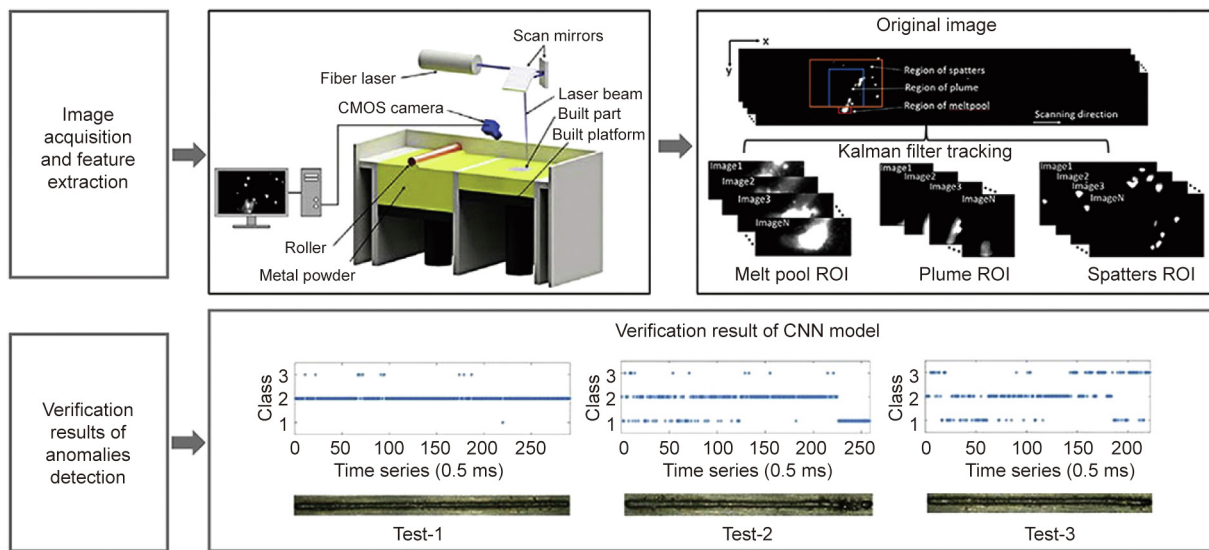 Image
acquisition
and feature
extraction
Scan mirrors
Fiber laser
CMOS camera
Laser beam
Built part
Built platform
Roller
Metal powder
Original image
x
y
Region of spatters
Region of plume
Region of meltpool
Scanning direction
Kalman filter tracking
Image1
Image2
Image3
ImageN
Melt pool ROI
Image1
Image2
Image3
ImageN
Plume ROI
Image1
Image2
Image3
ImageN
Spatters ROI
Verification
results of
anomalies
detection
Verification result of CNN model
Class
3
2
1
0 50 100 150 200 250
Time series (0.5 ms)
Test-1
Class
3
2
1
0 50 100 150 200 250
Time series (0.5 ms)
Test-2
Class
3
2
1
0 50 100 150 200
Time series (0.5 ms)
Test-3